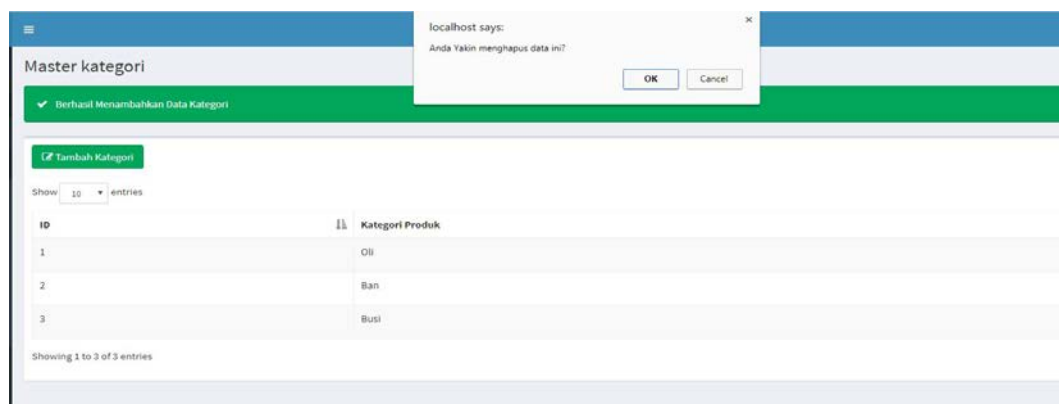 localhost says:
Anda Yakin menghapus data ini?
OK Cancel
Master kategori
Berhasil Menambahkan Data Kategori
Tambah Kategori
Show 10 entries
ID Kategori Produk
1 Oli
2 Ban
3 Busi
Showing 1 to 3 of 3 entries